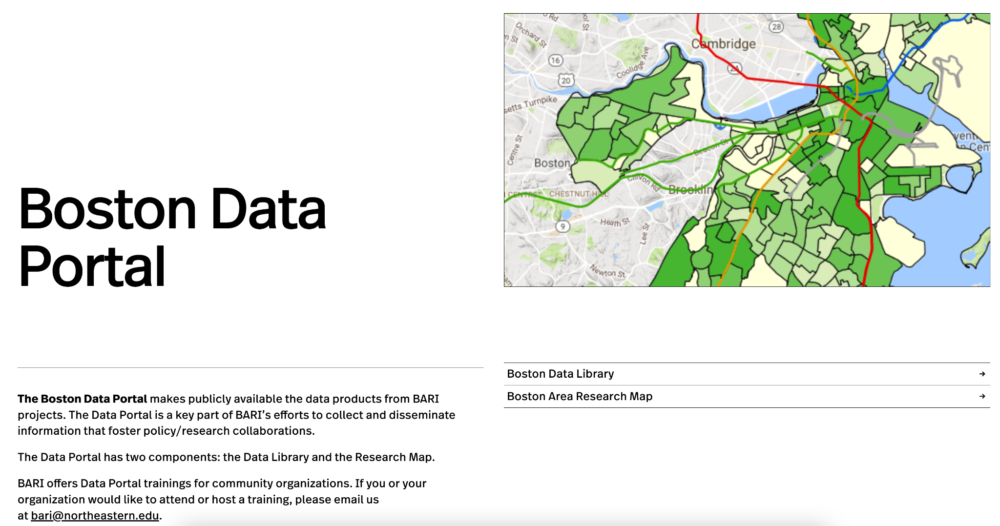 Boston Data
Portal
o Rd
ol St
Orchard St
n St
Cambridge
28
16
20
Coolidge Ave
2A
setts Turnpike
Centre St
Boston
Beacon St
Clinton Rd
Brooklin
CHESTNUT HILL
9
Heath St
Lee St
Newton St
The Boston Data Portal makes publicly available the data products from BARI
projects. The Data Portal is a key part of BARI’s efforts to collect and disseminate
information that foster policy/research collaborations.
The Data Portal has two components: the Data Library and the Research Map.
BARI offers Data Portal trainings for community organizations. If you or your
organization would like to attend or host a training, please email us
at bari@northeastern.edu.
Boston Data Library →
Boston Area Research Map →